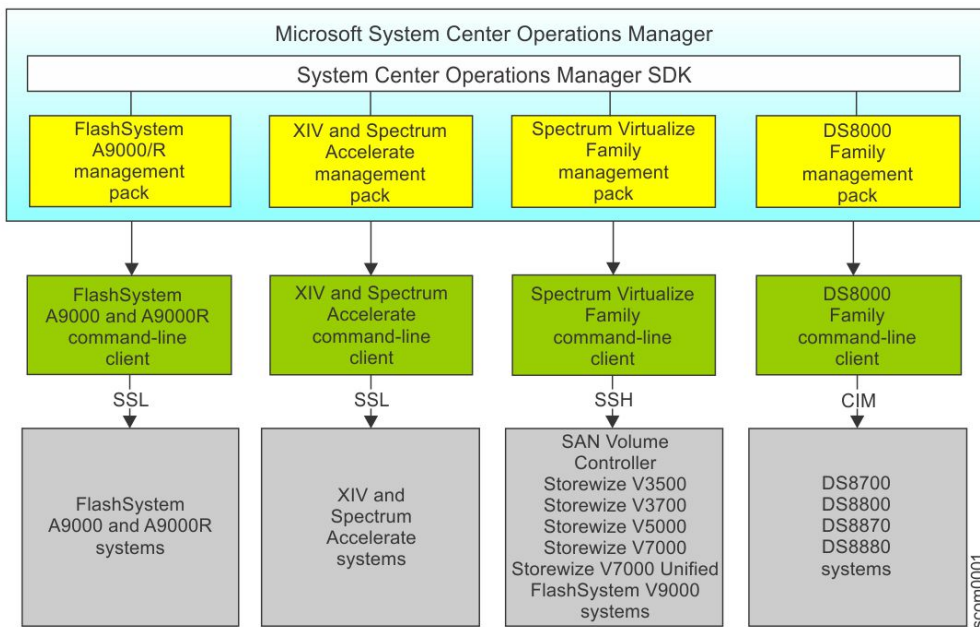 Microsoft System Center Operations Manager
System Center Operations Manager SDK
FlashSystem
A9000/R
management
pack
XIV and Spectrum
Accelerate
management
pack
Spectrum Virtualize
Family
management
pack
DS8000
Family
management
pack
FlashSystem
A9000 and A9000R
command-line
client
XIV and Spectrum
Accelerate
command-line
client
Spectrum Virtualize
Family
command-line
client
DS8000
Family
command-line
client
SSL
SSL
SSH
CIM
FlashSystem
A9000 and A9000R
systems
XIV and
Spectrum
Accelerate
systems
SAN Volume
Controller
Storewize V3500
Storewize V3700
Storewize V5000
Storewize V7000
Storewize V7000 Unified
FlashSystem V9000
systems
DS8700
DS8800
DS8870
DS8880
systems
scom0001